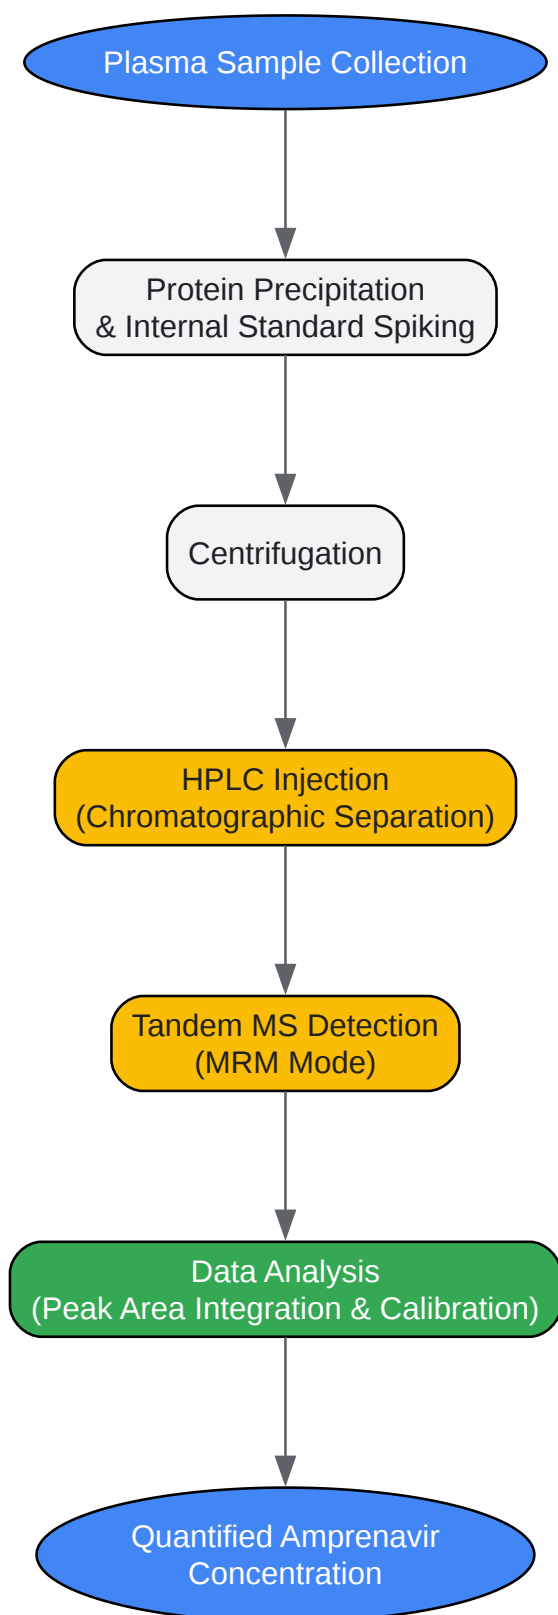 Plasma Sample Collection
Protein Precipitation
& Internal Standard Spiking
Centrifugation
HPLC Injection
(Chromatographic Separation)
Tandem MS Detection
(MRM Mode)
Data Analysis
(Peak Area Integration & Calibration)
Quantified Amprenavir
Concentration